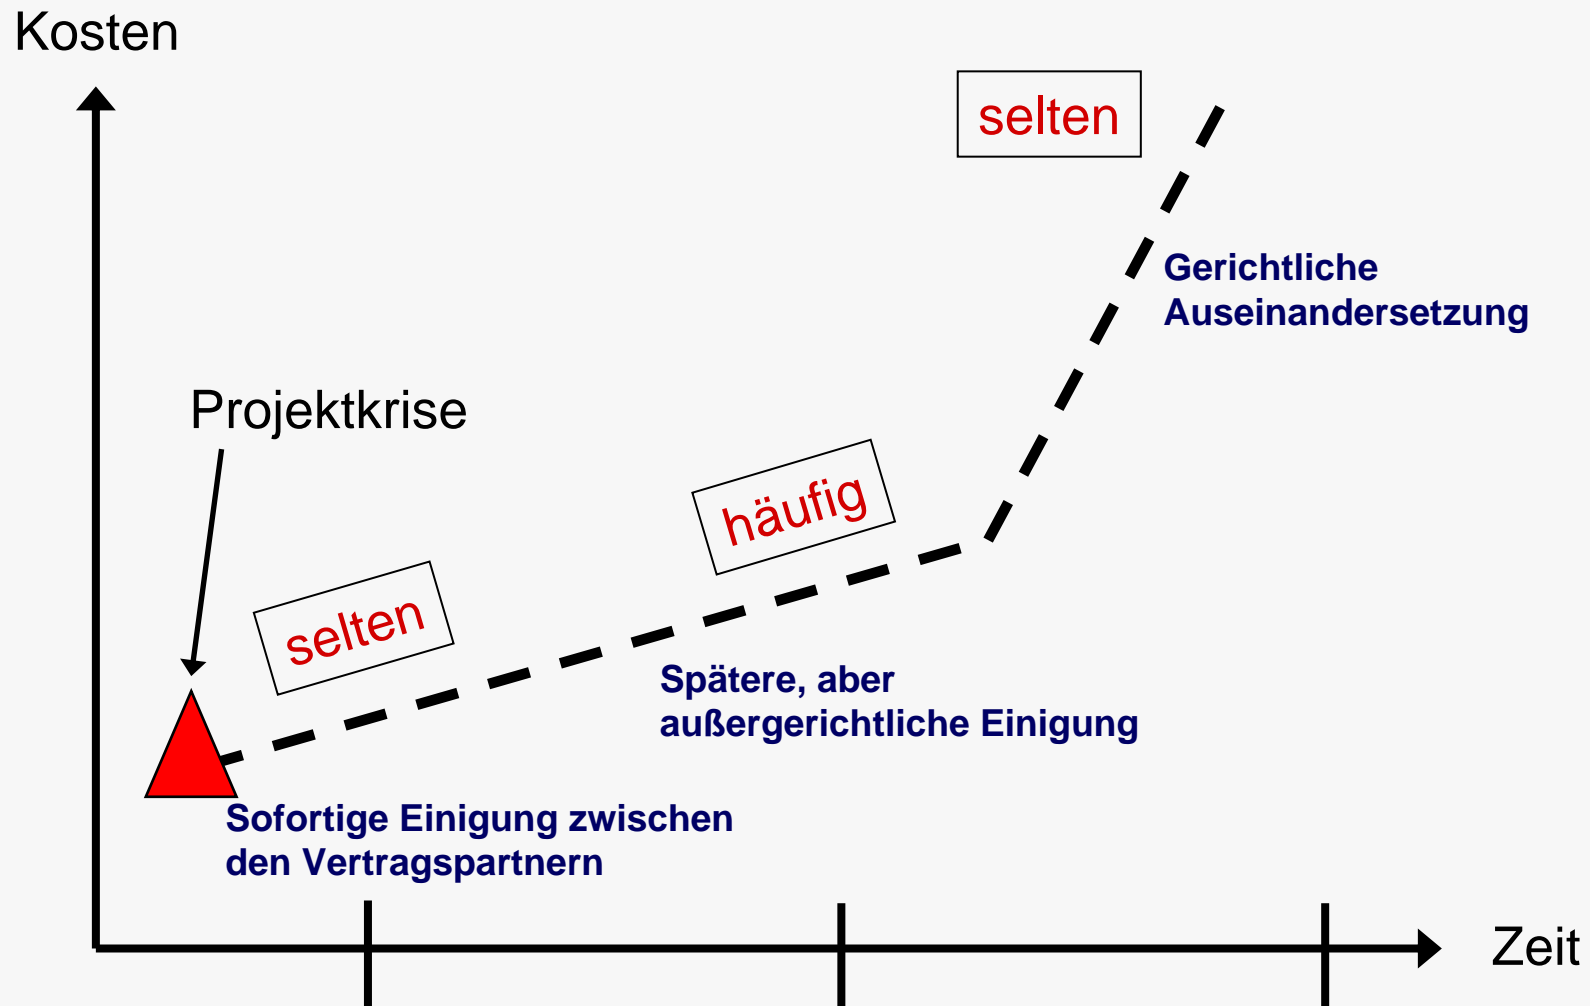 Kosten
selten
Gerichtliche
Auseinandersetzung
Projektkrise
häufig
selten
Spätere, aber
außergerichtliche Einigung
Sofortige Einigung zwischen
den Vertragspartnern
Zeit